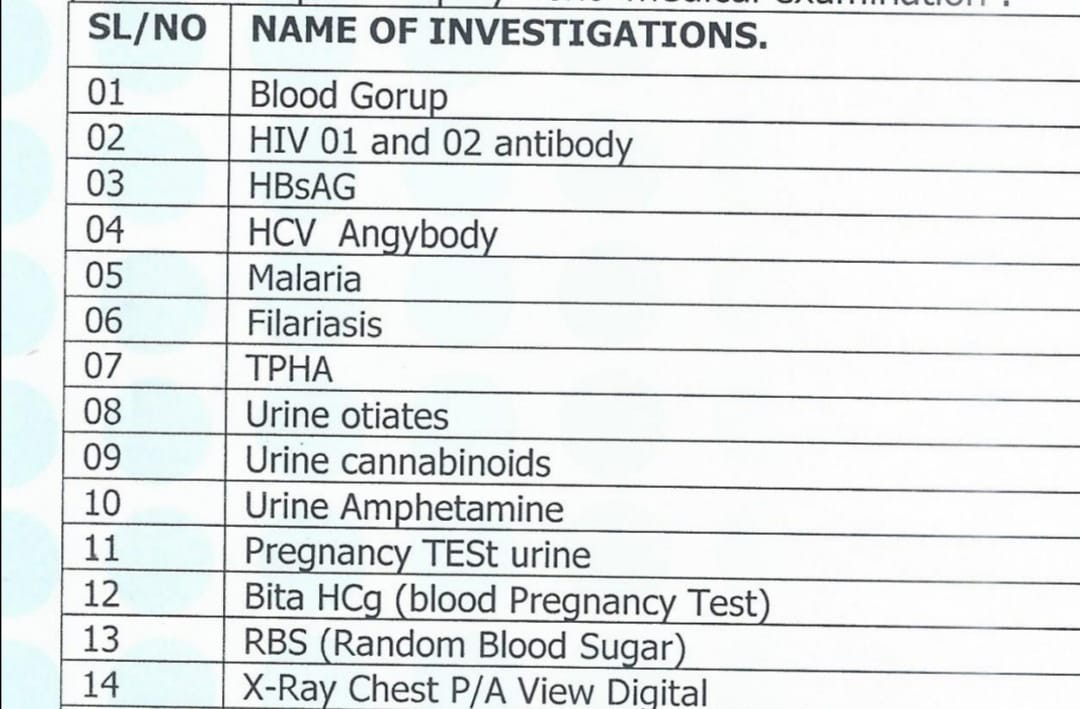 medical examination .
SL/NO NAME OF INVESTIGATIONS.
01 Blood Gorup
02 HIV 01 and 02 antibody
03 HBsAG
04 HCV Angybody
05 Malaria
06 Filariasis
07 TPHA
08 Urine otiates
09 Urine cannabinoids
10 Urine Amphetamine
11 Pregnancy TESt urine
12 Bita HCg (blood Pregnancy Test)
13 RBS (Random Blood Sugar)
14 X-Ray Chest P/A View Digital